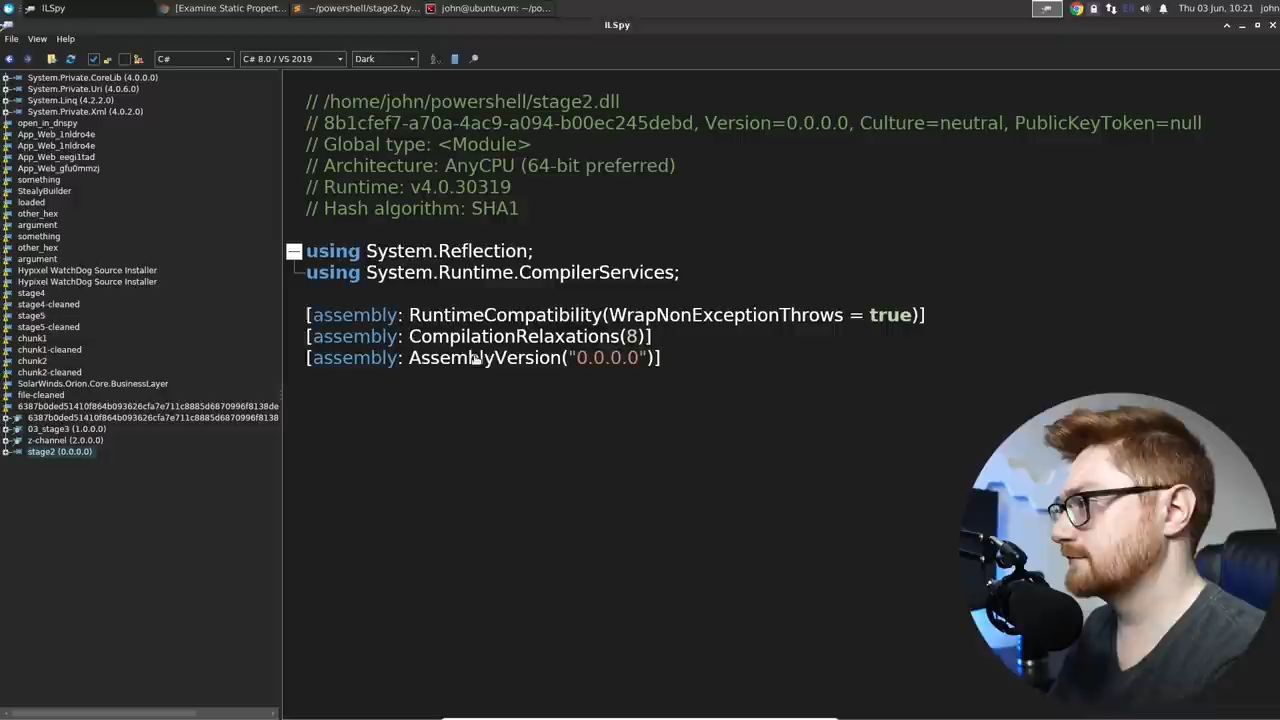 ILSpy
[Examine Static Propert...
~/powershell/stage2.by...
john@ubuntu-vm: ~/po...
Thu 03 Jun, 10:21
john
ILSpy
File
View
Help
C#
C# 8.0 / VS 2019
Dark
System.Private.CoreLib (4.0.0.0)
System.Private.Uri (4.0.6.0)
System.Linq (4.2.2.0)
System.Private.Xml (4.0.2.0)
open_in_dnspy
App_Web_1nldro4e
App_Web_1nldro4e
App_Web_eegi1tad
App_Web_gfu0mmzj
something
StealyBuilder
loaded
other_hex
argument
something
other_hex
argument
Hypixel WatchDog Source Installer
Hypixel WatchDog Source Installer
stage4
stage4-cleaned
stage5
stage5-cleaned
chunk1
chunk1-cleaned
chunk2
chunk2-cleaned
SolarWinds.Orion.Core.BusinessLayer
file-cleaned
6387b0ded51410f864b093626cfa7e711c8885d6870996f8138de
6387b0ded51410f864b093626cfa7e711c8885d6870996f8138
03_stage3 (1.0.0.0)
z-channel (2.0.0.0)
stage2 (0.0.0.0)
// /home/john/powershell/stage2.dll
// 8b1cfef7-a70a-4ac9-a094-b00ec245debd, Version=0.0.0.0, Culture=neutral, PublicKeyToken=null
// Global type: <Module>
// Architecture: AnyCPU (64-bit preferred)
// Runtime: v4.0.30319
// Hash algorithm: SHA1
using System.Reflection;
using System.Runtime.CompilerServices;
[assembly: RuntimeCompatibility(WrapNonExceptionThrows = true)]
[assembly: CompilationRelaxations(8)]
[assembly: AssemblyVersion("0.0.0.0")]